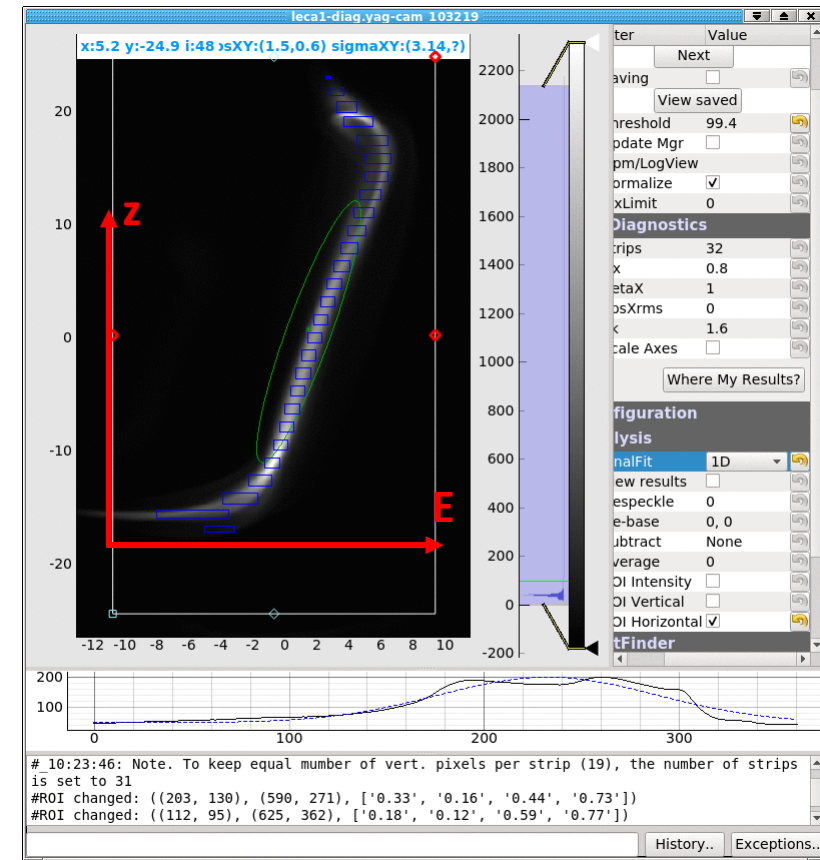 leca1-diag.yag-cam 103219
x:5.2 y:-24.9 i:48 ɔsXY:(1.5,0.6) sigmaXY:(3.14,?)
20
10
0
-10
-20
Z
E
-12 -10 -8 -6 -4 -2 0 2 4 6 8 10
2200
2000
1800
1600
1400
1200
1000
800
600
400
200
0
-200
ter Value
Next
aving
View saved
hreshold 99.4
pdate Mgr
pm/LogView
ormalize
xLimit 0
Diagnostics
trips 32
x 0.8
etaX 1
osXrms 0
k 1.6
cale Axes
Where My Results?
figuration
lysis
nalFit 1D
ew results
especkle 0
e-base 0, 0
ubtract None
verage 0
OI Intensity
OI Vertical
OI Horizontal
tFinder
200
100
0 100 200 300
#_10:23:46: Note. To keep equal mumber of vert. pixels per strip (19), the number of strips
is set to 31
#ROI changed: ((203, 130), (590, 271), ['0.33', '0.16', '0.44', '0.73'])
#ROI changed: ((112, 95), (625, 362), ['0.18', '0.12', '0.59', '0.77'])
History.. Exceptions..